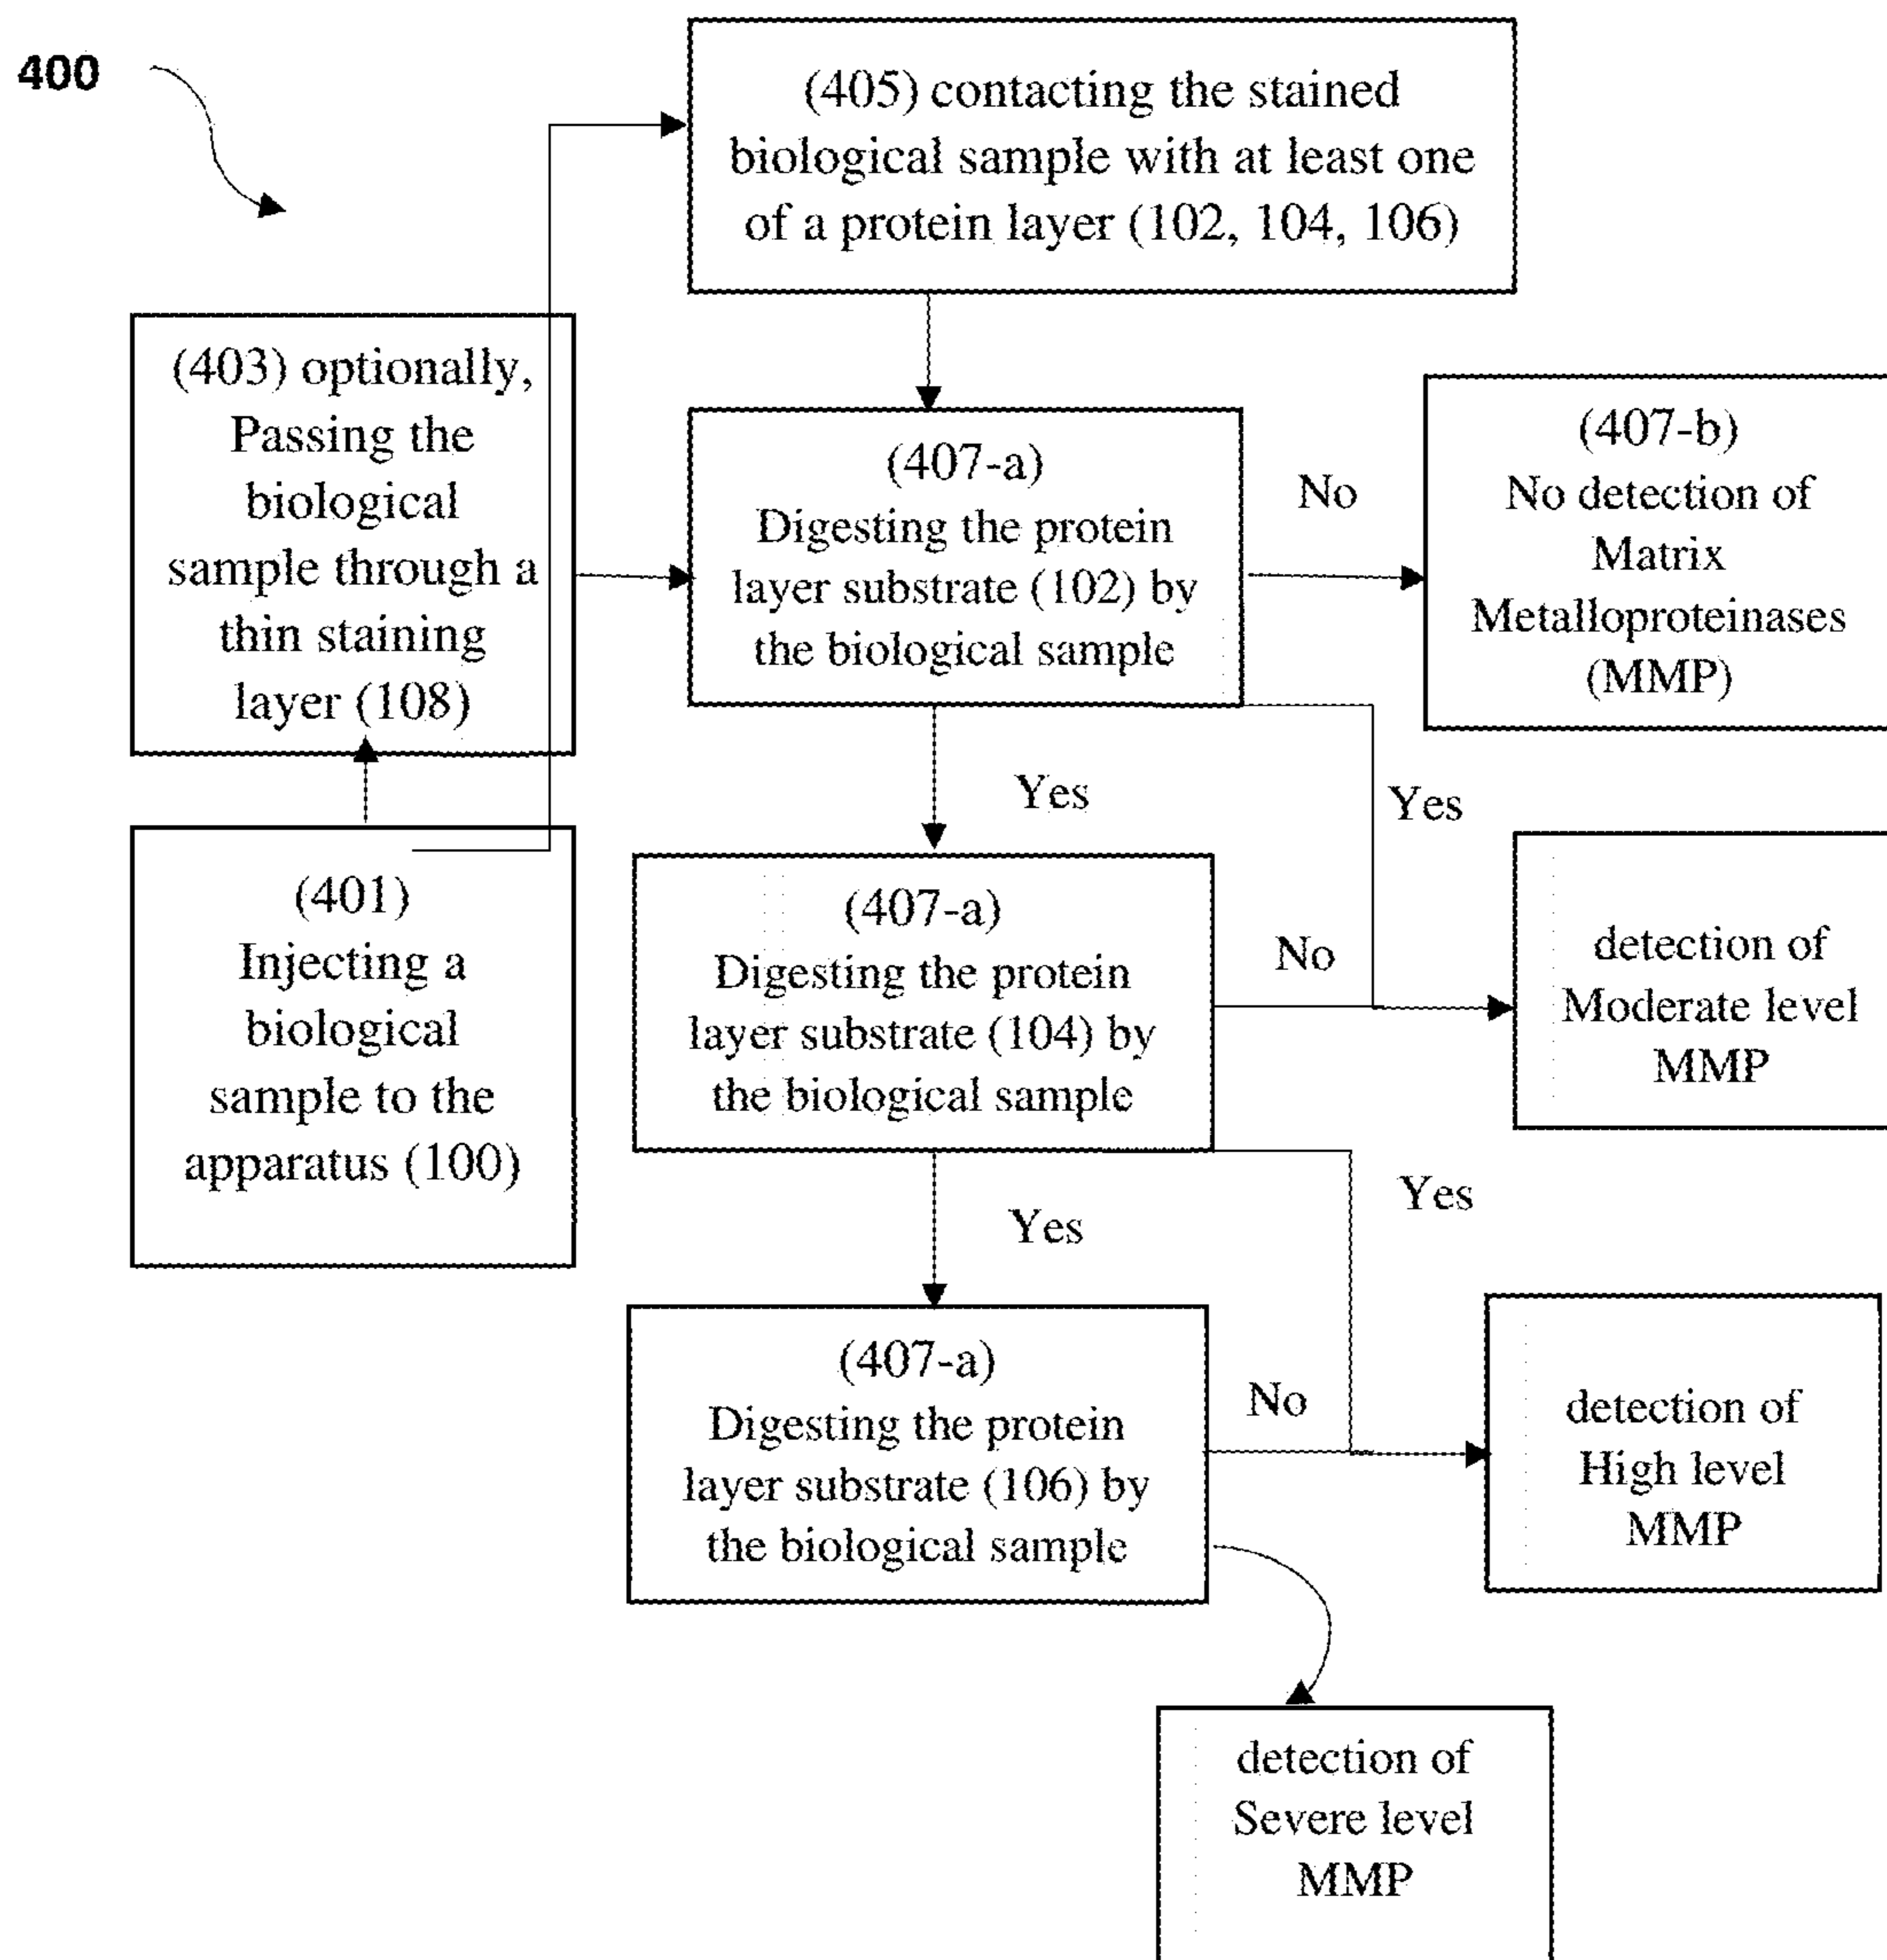 400
(405) contacting the stained
biological sample with at least one
of a protein layer (102, 104, 106)
(403) optionally,
Passing the
biological
sample through a
thin staining
layer (108)
(407-a)
Digesting the protein
layer substrate (102) by
the biological sample
No
(407-b)
No detection of
Matrix
Metalloproteinases
(MMP)
Yes
Yes
(401)
Injecting a
biological
sample to the
apparatus (100)
(407-a)
Digesting the protein
layer substrate (104) by
the biological sample
No
detection of
Moderate level
MMP
Yes
Yes
(407-a)
Digesting the protein
layer substrate (106) by
the biological sample
No
detection of
High level
MMP
detection of
Severe level
MMP